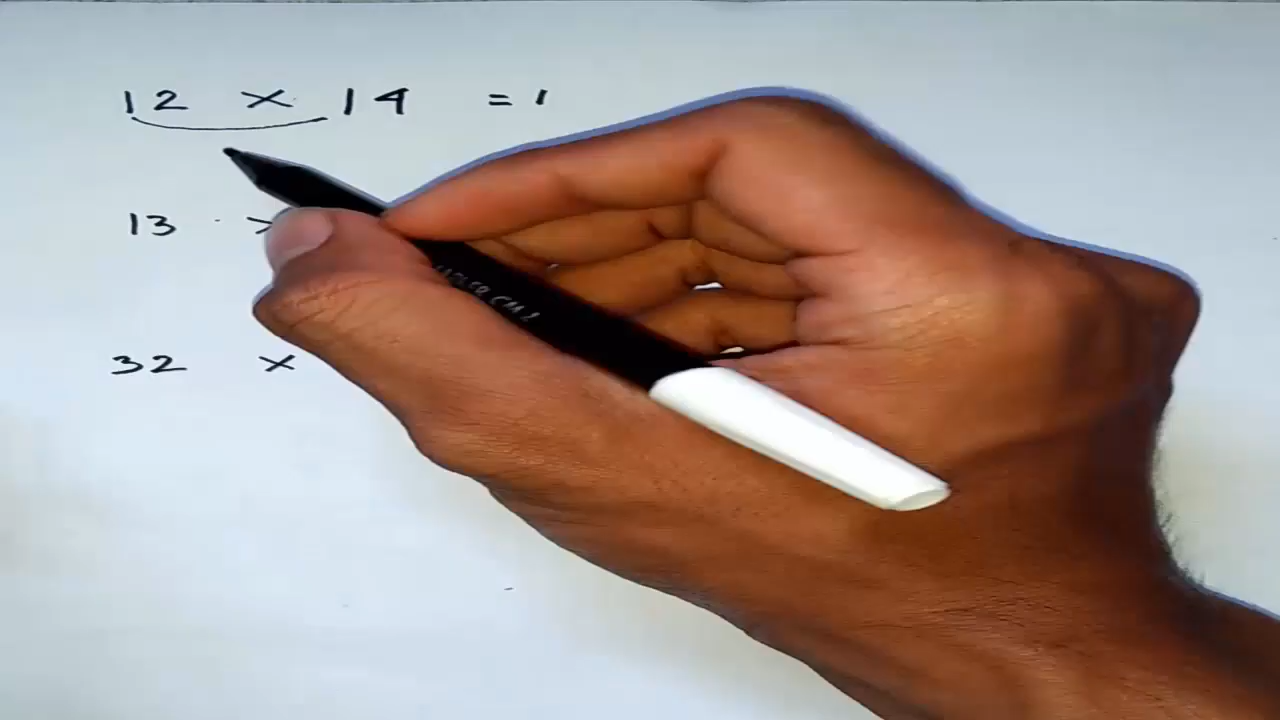 12 × 14 = 1
13 ×
32 ×